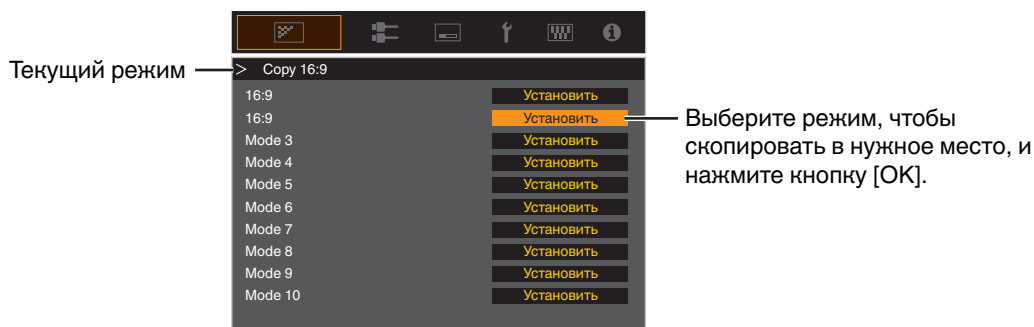 Текущий режим
> Copy 16:9
16:9 Установить
16:9 Установить
Mode 3 Установить
Mode 4 Установить
Mode 5 Установить
Mode 6 Установить
Mode 7 Установить
Mode 8 Установить
Mode 9 Установить
Mode 10 Установить
Выберите режим, чтобы
скопировать в нужное место, и
нажмите кнопку [OK].